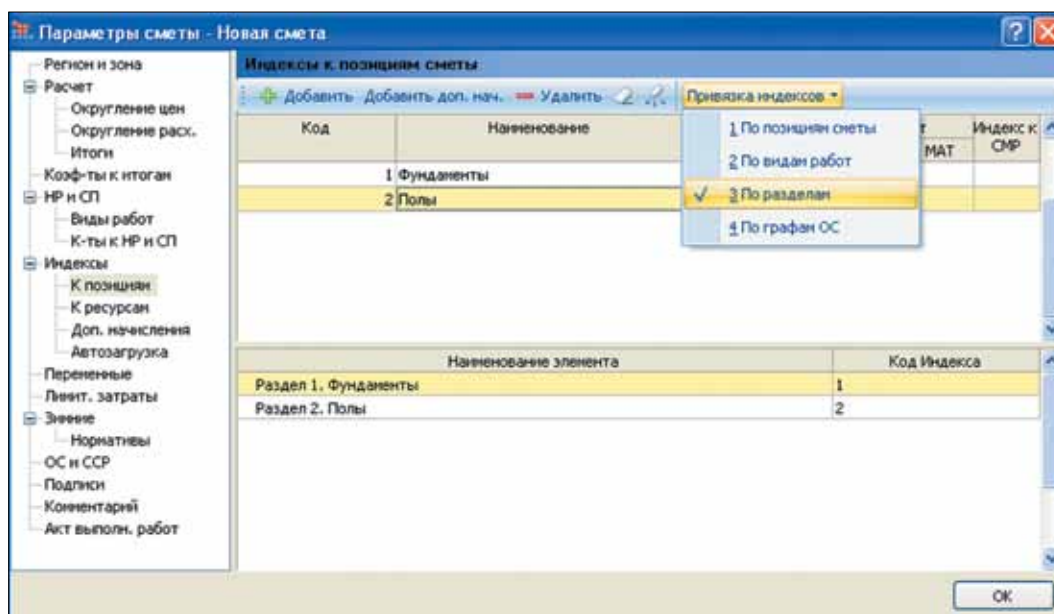 Параметры сметы - Новая смета
Регион и зона
Расчет
Округление цен
Округление расх.
Итоги
Коэф-ты к итогам
НР и СП
Виды работ
К-ты к НР и СП
Индексы
К позициям
К ресурсам
Доп. начисления
Автозагрузка
Переменные
Лимит. затраты
Зимние
Нормативы
ОС и ССР
Подписи
Комментарий
Акт выполн. работ
Индексы к позициям сметы
Добавить Добавить доп. нач. Удалить Привязка индексов
Код Наименование МАТ Индекс к СМР
1 Фундаменты
2 Полы
1 По позициям сметы
2 По видам работ
3 По разделам
4 По графам ОС
Наименование элемента Код Индекса
Раздел 1. Фундаменты 1
Раздел 2. Полы 2
OK